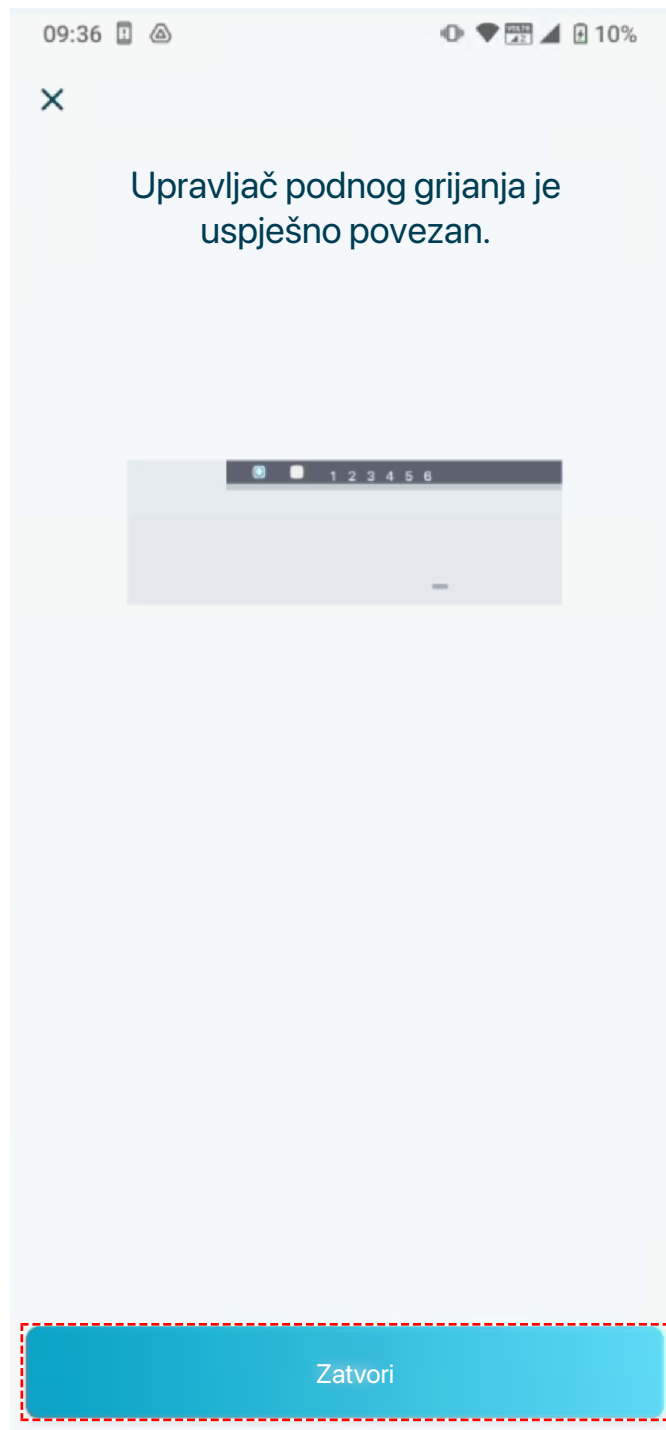 09:36
10%
Upravljač podnog grijanja je
uspješno povezan.
1 2 3 4 5 6
Zatvori